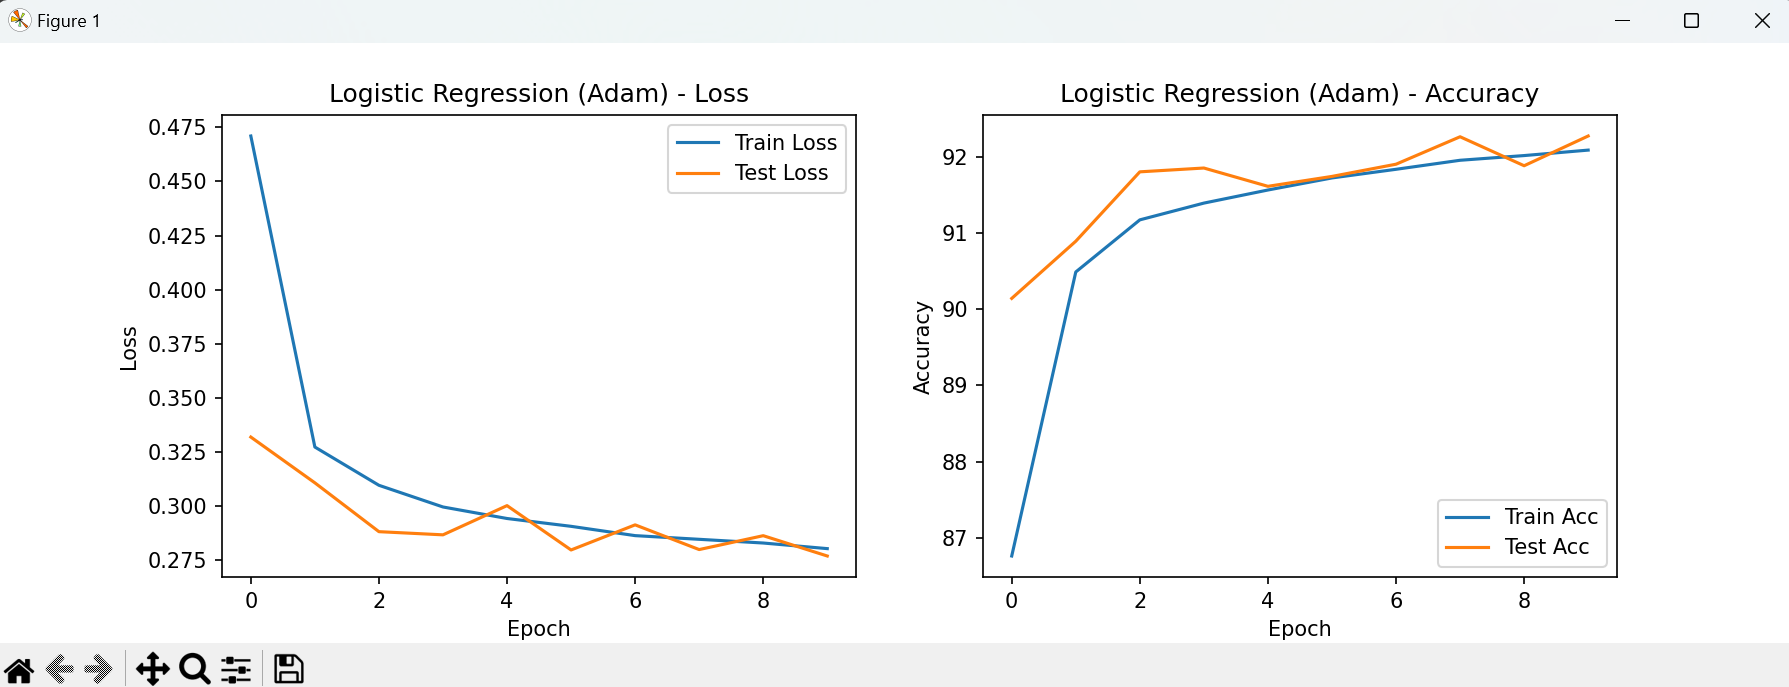 Figure 1
Logistic Regression (Adam) - Loss
0.475
0.450
0.425
0.400
0.375
0.350
0.325
0.300
0.275
Loss
0 2 4 6 8
Epoch
Train Loss
Test Loss
Logistic Regression (Adam) - Accuracy
92
91
90
89
88
87
Accuracy
0 2 4 6 8
Epoch
Train Acc
Test Acc